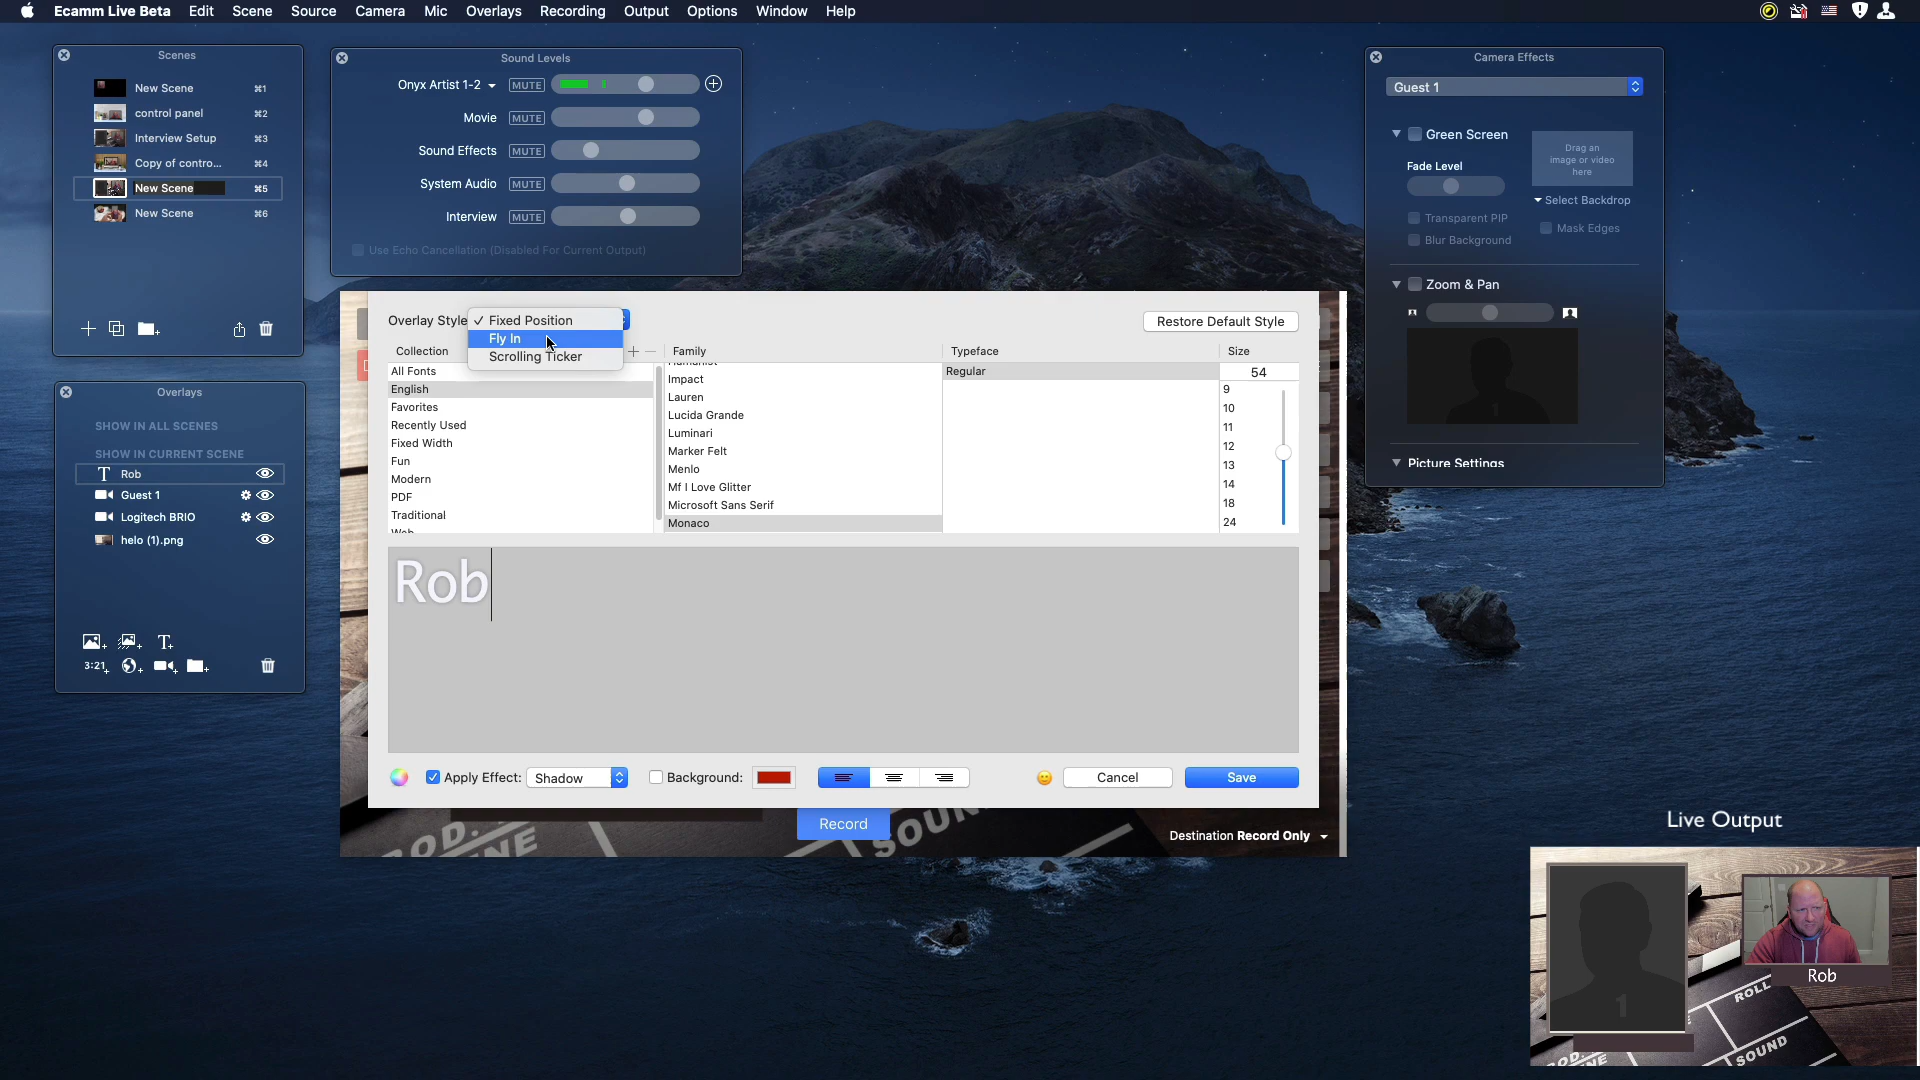 Ecamm Live Beta Edit Scene Source Camera Mic Overlays Recording Output Options Window Help
Scenes
New Scene ⌘1
control panel ⌘2
Interview Setup ⌘3
Copy of contro... ⌘4
New Scene ⌘5
New Scene ⌘6
Sound Levels
Onyx Artist 1-2 MUTE
Movie MUTE
Sound Effects MUTE
System Audio MUTE
Interview MUTE
Use Echo Cancellation (Disabled For Current Output)
Camera Effects
Guest 1
Green Screen
Drag an
image or video
here
Fade Level
Select Backdrop
Transparent PIP
Mask Edges
Blur Background
Zoom & Pan
1
Picture Settings
Overlays
SHOW IN ALL SCENES
SHOW IN CURRENT SCENE
Rob
Guest 1
Logitech BRIO
helo (1).png
3:21
Overlay Style
✓ Fixed Position
Fly In
Scrolling Ticker
Restore Default Style
Collection
All Fonts
English
Favorites
Recently Used
Fixed Width
Fun
Modern
PDF
Traditional
Web
Family
Humanist
Impact
Lauren
Lucida Grande
Luminari
Marker Felt
Menlo
Mf I Love Glitter
Microsoft Sans Serif
Monaco
Typeface
Regular
Size
54
9
10
11
12
13
14
18
24
Rob
Apply Effect: Shadow
Background:
Cancel
Save
Record
Destination Record Only
SOUND
Live Output
1
Rob
ROLL
SOUND